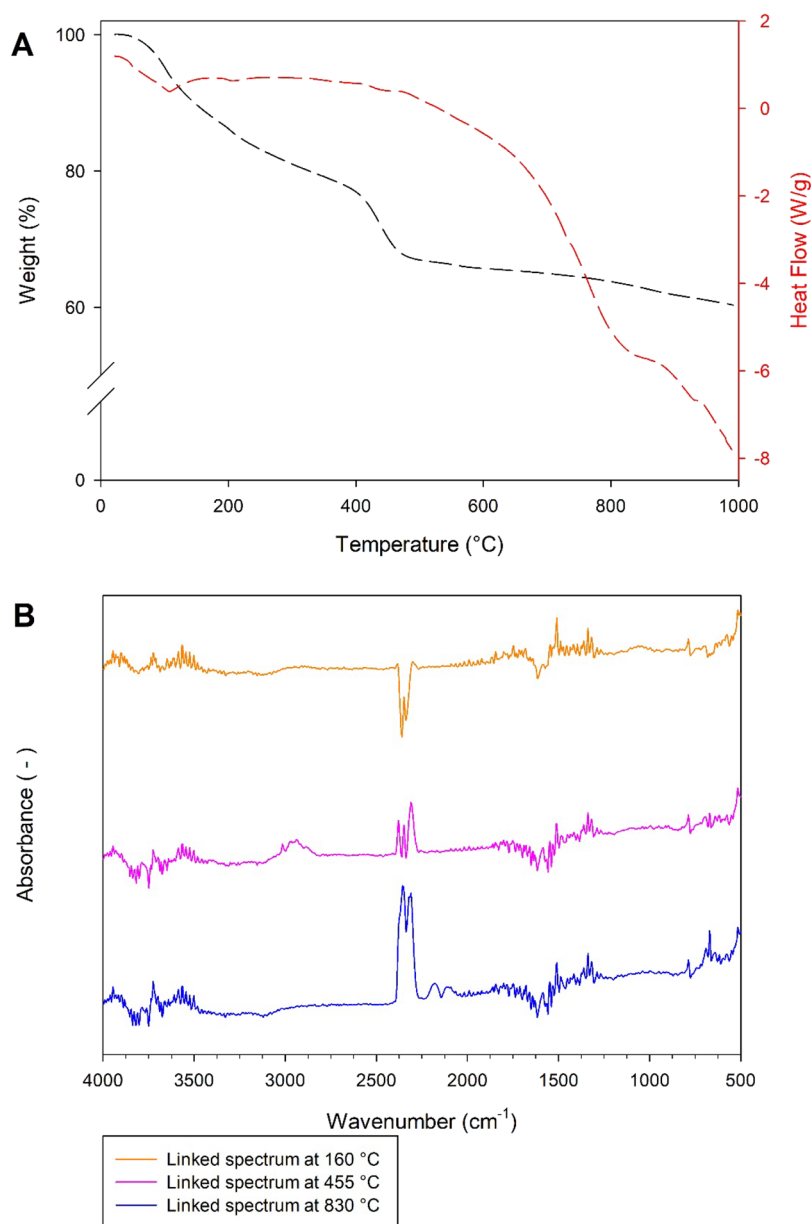 A
100
80
60
0
Weight (%)
2
0
-2
-4
-6
-8
Heat Flow (W/g)
0 200 400 600 800 1000
Temperature (°C)
B
Absorbance ( - )
4000 3500 3000 2500 2000 1500 1000 500
Wavenumber (cm⁻¹)
Linked spectrum at 160 °C
Linked spectrum at 455 °C
Linked spectrum at 830 °C